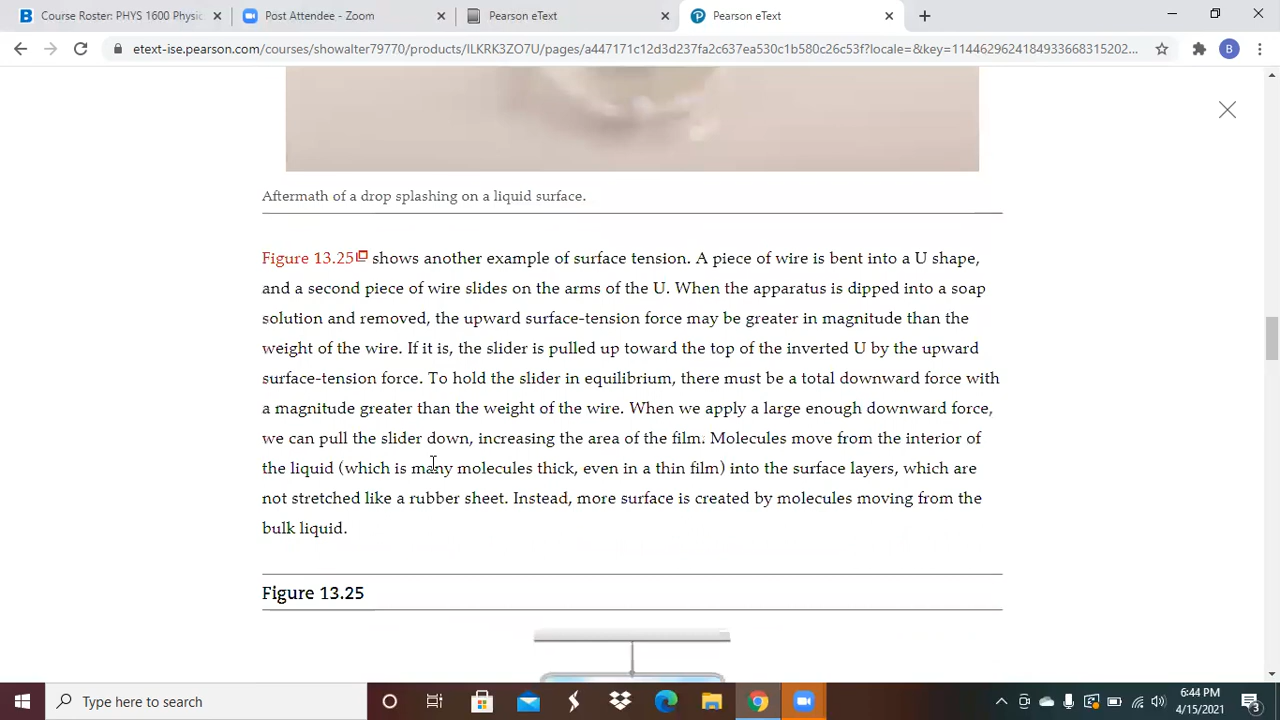 Course Roster: PHYS 1600 Physic
Post Attendee - Zoom
Pearson eText
Pearson eText
etext-ise.pearson.com/courses/showalter79770/products/ILKRK3ZO7U/pages/a447171c12d3d237fa2c637ea530c1b580c26c53f?locale=&key=1144629624184933668315202...
B
Aftermath of a drop splashing on a liquid surface.
Figure 13.25 shows another example of surface tension. A piece of wire is bent into a U shape,
and a second piece of wire slides on the arms of the U. When the apparatus is dipped into a soap
solution and removed, the upward surface-tension force may be greater in magnitude than the
weight of the wire. If it is, the slider is pulled up toward the top of the inverted U by the upward
surface-tension force. To hold the slider in equilibrium, there must be a total downward force with
a magnitude greater than the weight of the wire. When we apply a large enough downward force,
we can pull the slider down, increasing the area of the film. Molecules move from the interior of
the liquid (which is many molecules thick, even in a thin film) into the surface layers, which are
not stretched like a rubber sheet. Instead, more surface is created by molecules moving from the
bulk liquid.
Figure 13.25
Type here to search
6:44 PM
4/15/2021
3